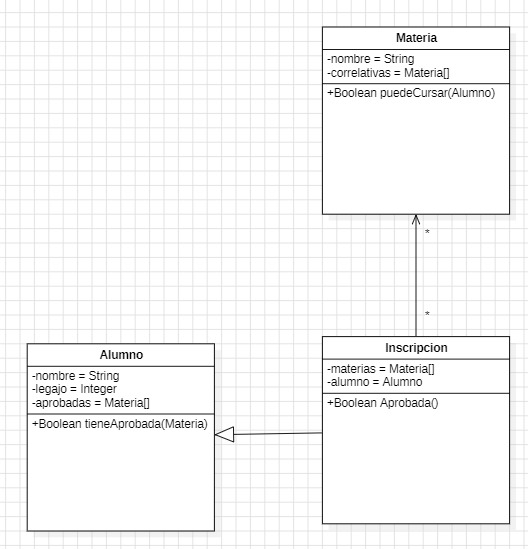 Materia
-nombre = String
-correlativas = Materia[]
+Boolean puedeCursar(Alumno)
*
*
Alumno
-nombre = String
-legajo = Integer
-aprobadas = Materia[]
+Boolean tieneAprobada(Materia)
Inscripcion
-materias = Materia[]
-alumno = Alumno
+Boolean Aprobada()